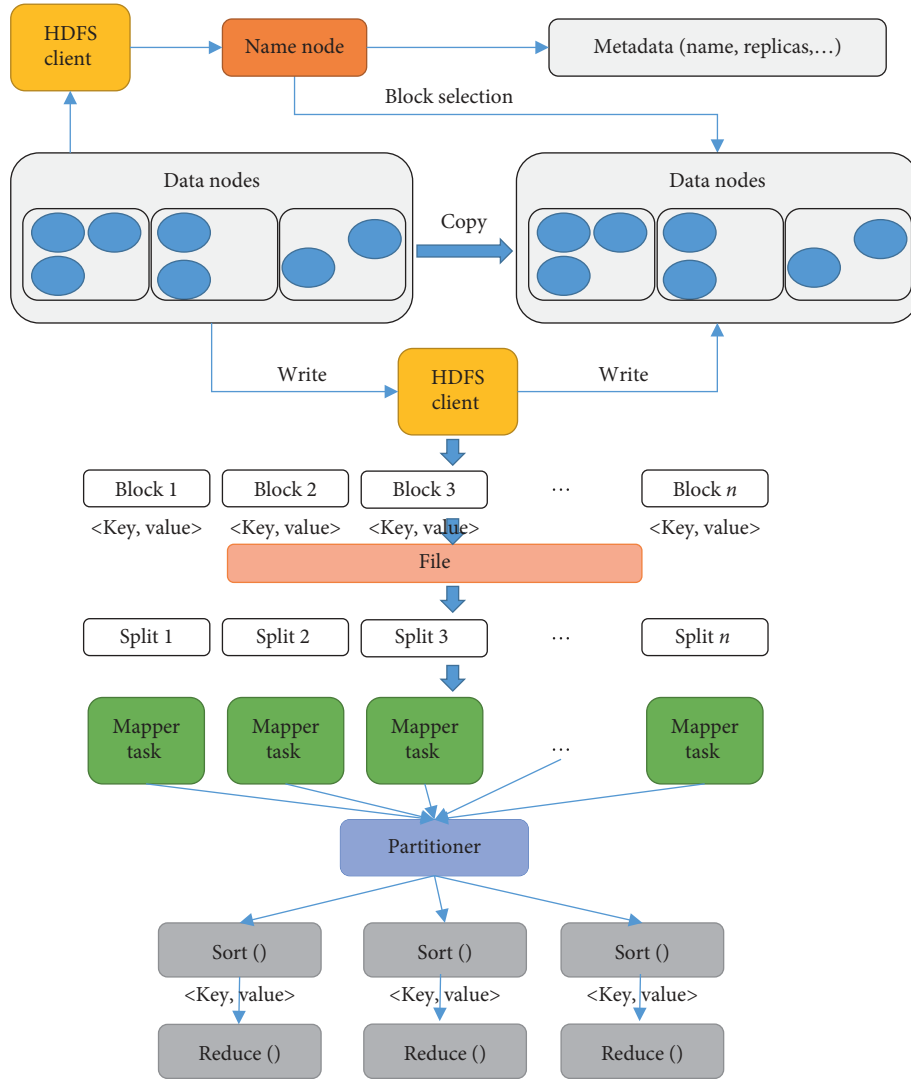 HDFS
client
Name node
Metadata (name, replicas,…)
Block selection
Data nodes
Data nodes
Copy
Write
HDFS
client
Write
Block 1
Block 2
Block 3
…
Block n
<Key, value>
<Key, value>
<Key, value>
<Key, value>
File
Split 1
Split 2
Split 3
…
Split n
Mapper
task
Mapper
task
Mapper
task
…
Mapper
task
Partitioner
Sort ()
Sort ()
Sort ()
<Key, value>
<Key, value>
<Key, value>
Reduce ()
Reduce ()
Reduce ()